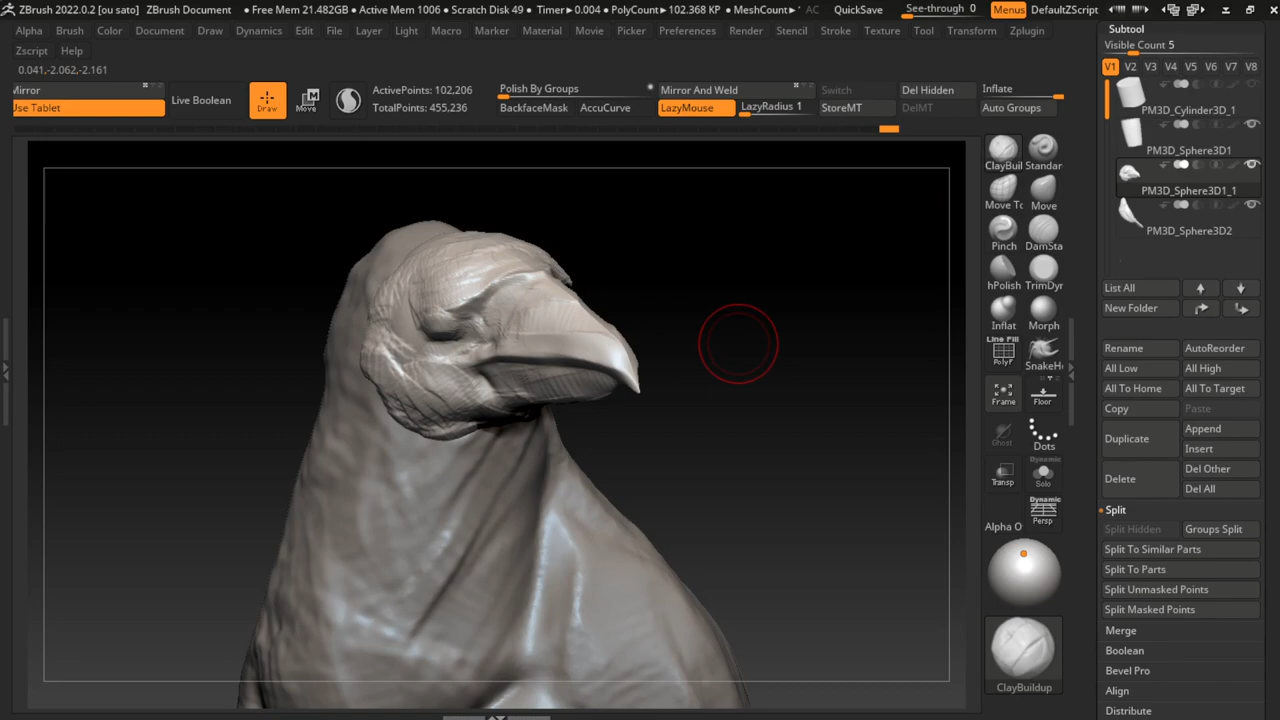 ZBrush 2022.0.2 [ou sato] ZBrush Document • Free Mem 21.482GB • Active Mem 1006 • Scratch Disk 49 • Timer▸0.004 • PolyCount▸102.368 KP • MeshCount▸ AC QuickSave See-through 0 Menus DefaultZScript
Alpha Brush Color Document Draw Dynamics Edit File Layer Light Macro Marker Material Movie Picker Preferences Render Stencil Stroke Texture Tool Transform Zplugin
Zscript Help
0.041,-2.062,-2.161
Mirror
Use Tablet
Live Boolean
Draw
Move
ActivePoints: 102,206
TotalPoints: 455,236
Polish By Groups
BackfaceMask AccuCurve
Mirror And Weld
LazyMouse LazyRadius 1
Switch
StoreMT
Del Hidden
DelMT
Inflate
Auto Groups
ClayBuil Standar
Move To Move
Pinch DamSta
hPolish TrimDyn
Inflat Morph
Line Fill
PolyF
SnakeHo
Frame Floor
Ghost Dots
Transp
Dynamic
Solo
Dynamic
Persp
Alpha O
ClayBuildup
Subtool
Visible Count 5
V1 V2 V3 V4 V5 V6 V7 V8
PM3D_Cylinder3D_1
PM3D_Sphere3D1
PM3D_Sphere3D1_1
PM3D_Sphere3D2
List All
New Folder
Rename AutoReorder
All Low All High
All To Home All To Target
Copy Paste
Duplicate Append
Insert
Delete Del Other
Del All
Split
Split Hidden Groups Split
Split To Similar Parts
Split To Parts
Split Unmasked Points
Split Masked Points
Merge
Boolean
Bevel Pro
Align
Distribute